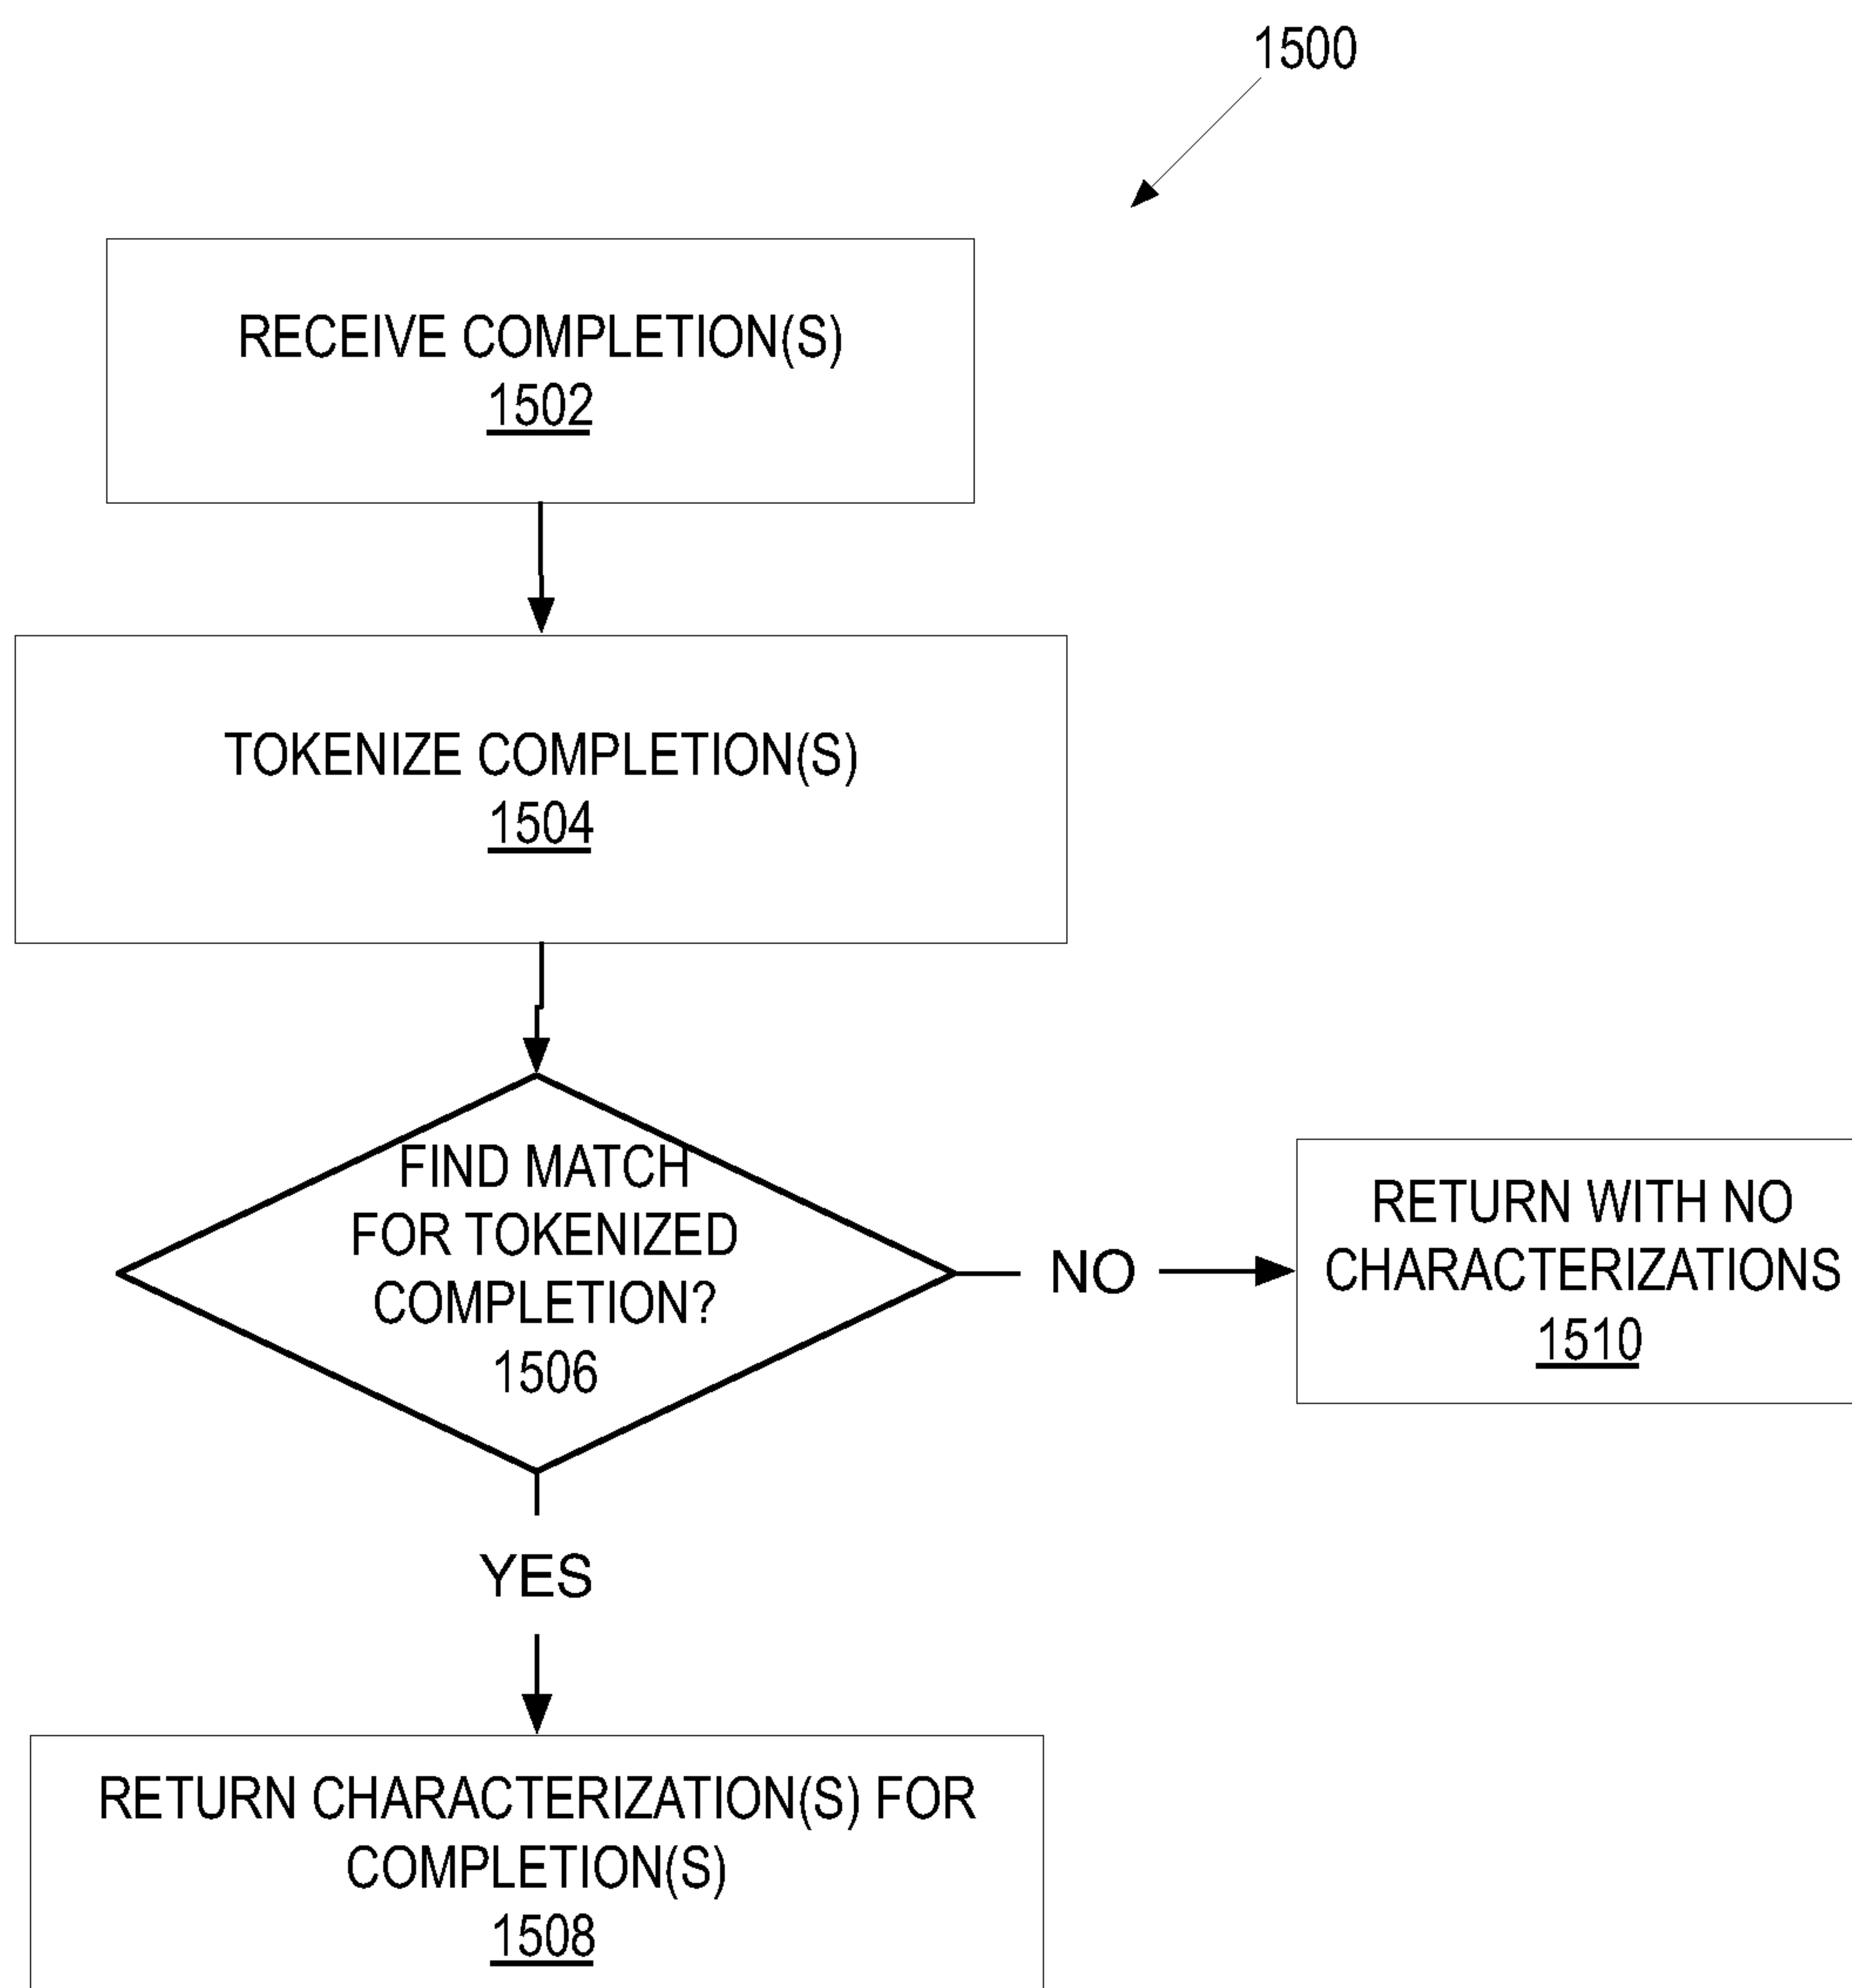 1500
RECEIVE COMPLETION(S)
1502
TOKENIZE COMPLETION(S)
1504
FIND MATCH
FOR TOKENIZED
COMPLETION?
1506
NO
RETURN WITH NO
CHARACTERIZATIONS
1510
YES
RETURN CHARACTERIZATION(S) FOR
COMPLETION(S)
1508